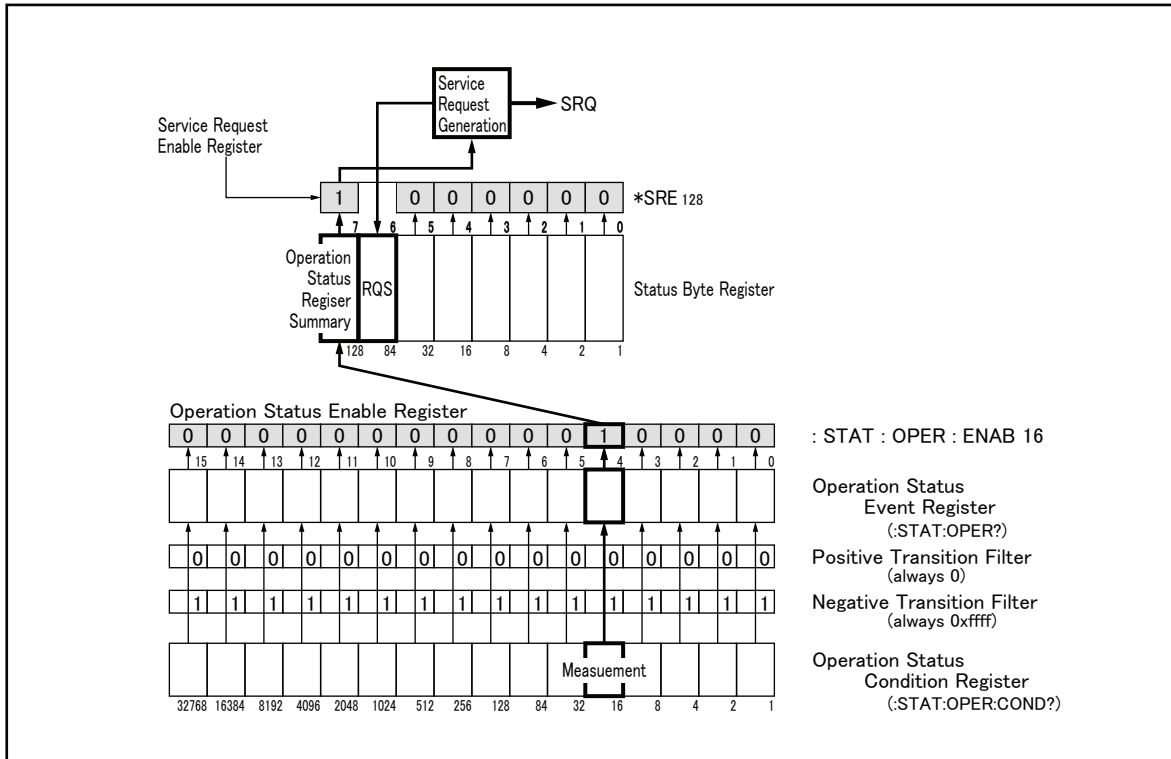 Service
Request
Generation
SRQ
Service Request
Enable Register
1 0 0 0 0 0 0 *SRE 128
7 6 5 4 3 2 1 0
Operation
Status
Regiser
Summary
RQS
Status Byte Register
128 84 32 16 8 4 2 1
Operation Status Enable Register
0 0 0 0 0 0 0 0 0 0 0 1 0 0 0 0 : STAT : OPER : ENAB 16
15 14 13 12 11 10 9 8 7 6 5 4 3 2 1 0
Operation Status
Event Register
(:STAT:OPER?)
0 0 0 0 0 0 0 0 0 0 0 0 0 0 0 0 Positive Transition Filter
(always 0)
1 1 1 1 1 1 1 1 1 1 1 1 1 1 1 1 Negative Transition Filter
(always 0xffff)
Measuement
Operation Status
Condition Register
(:STAT:OPER:COND?)
32768 16384 8192 4096 2048 1024 512 256 128 84 32 16 8 4 2 1